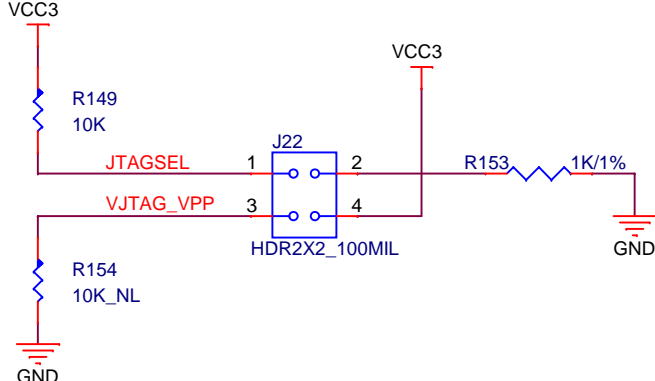 VCC3
VCC3
R149
10K
J22
JTAGSEL 1 2 R153 1K/1%
VJTAG_VPP 3 4
HDR2X2_100MIL GND
R154
10K_NL
GND